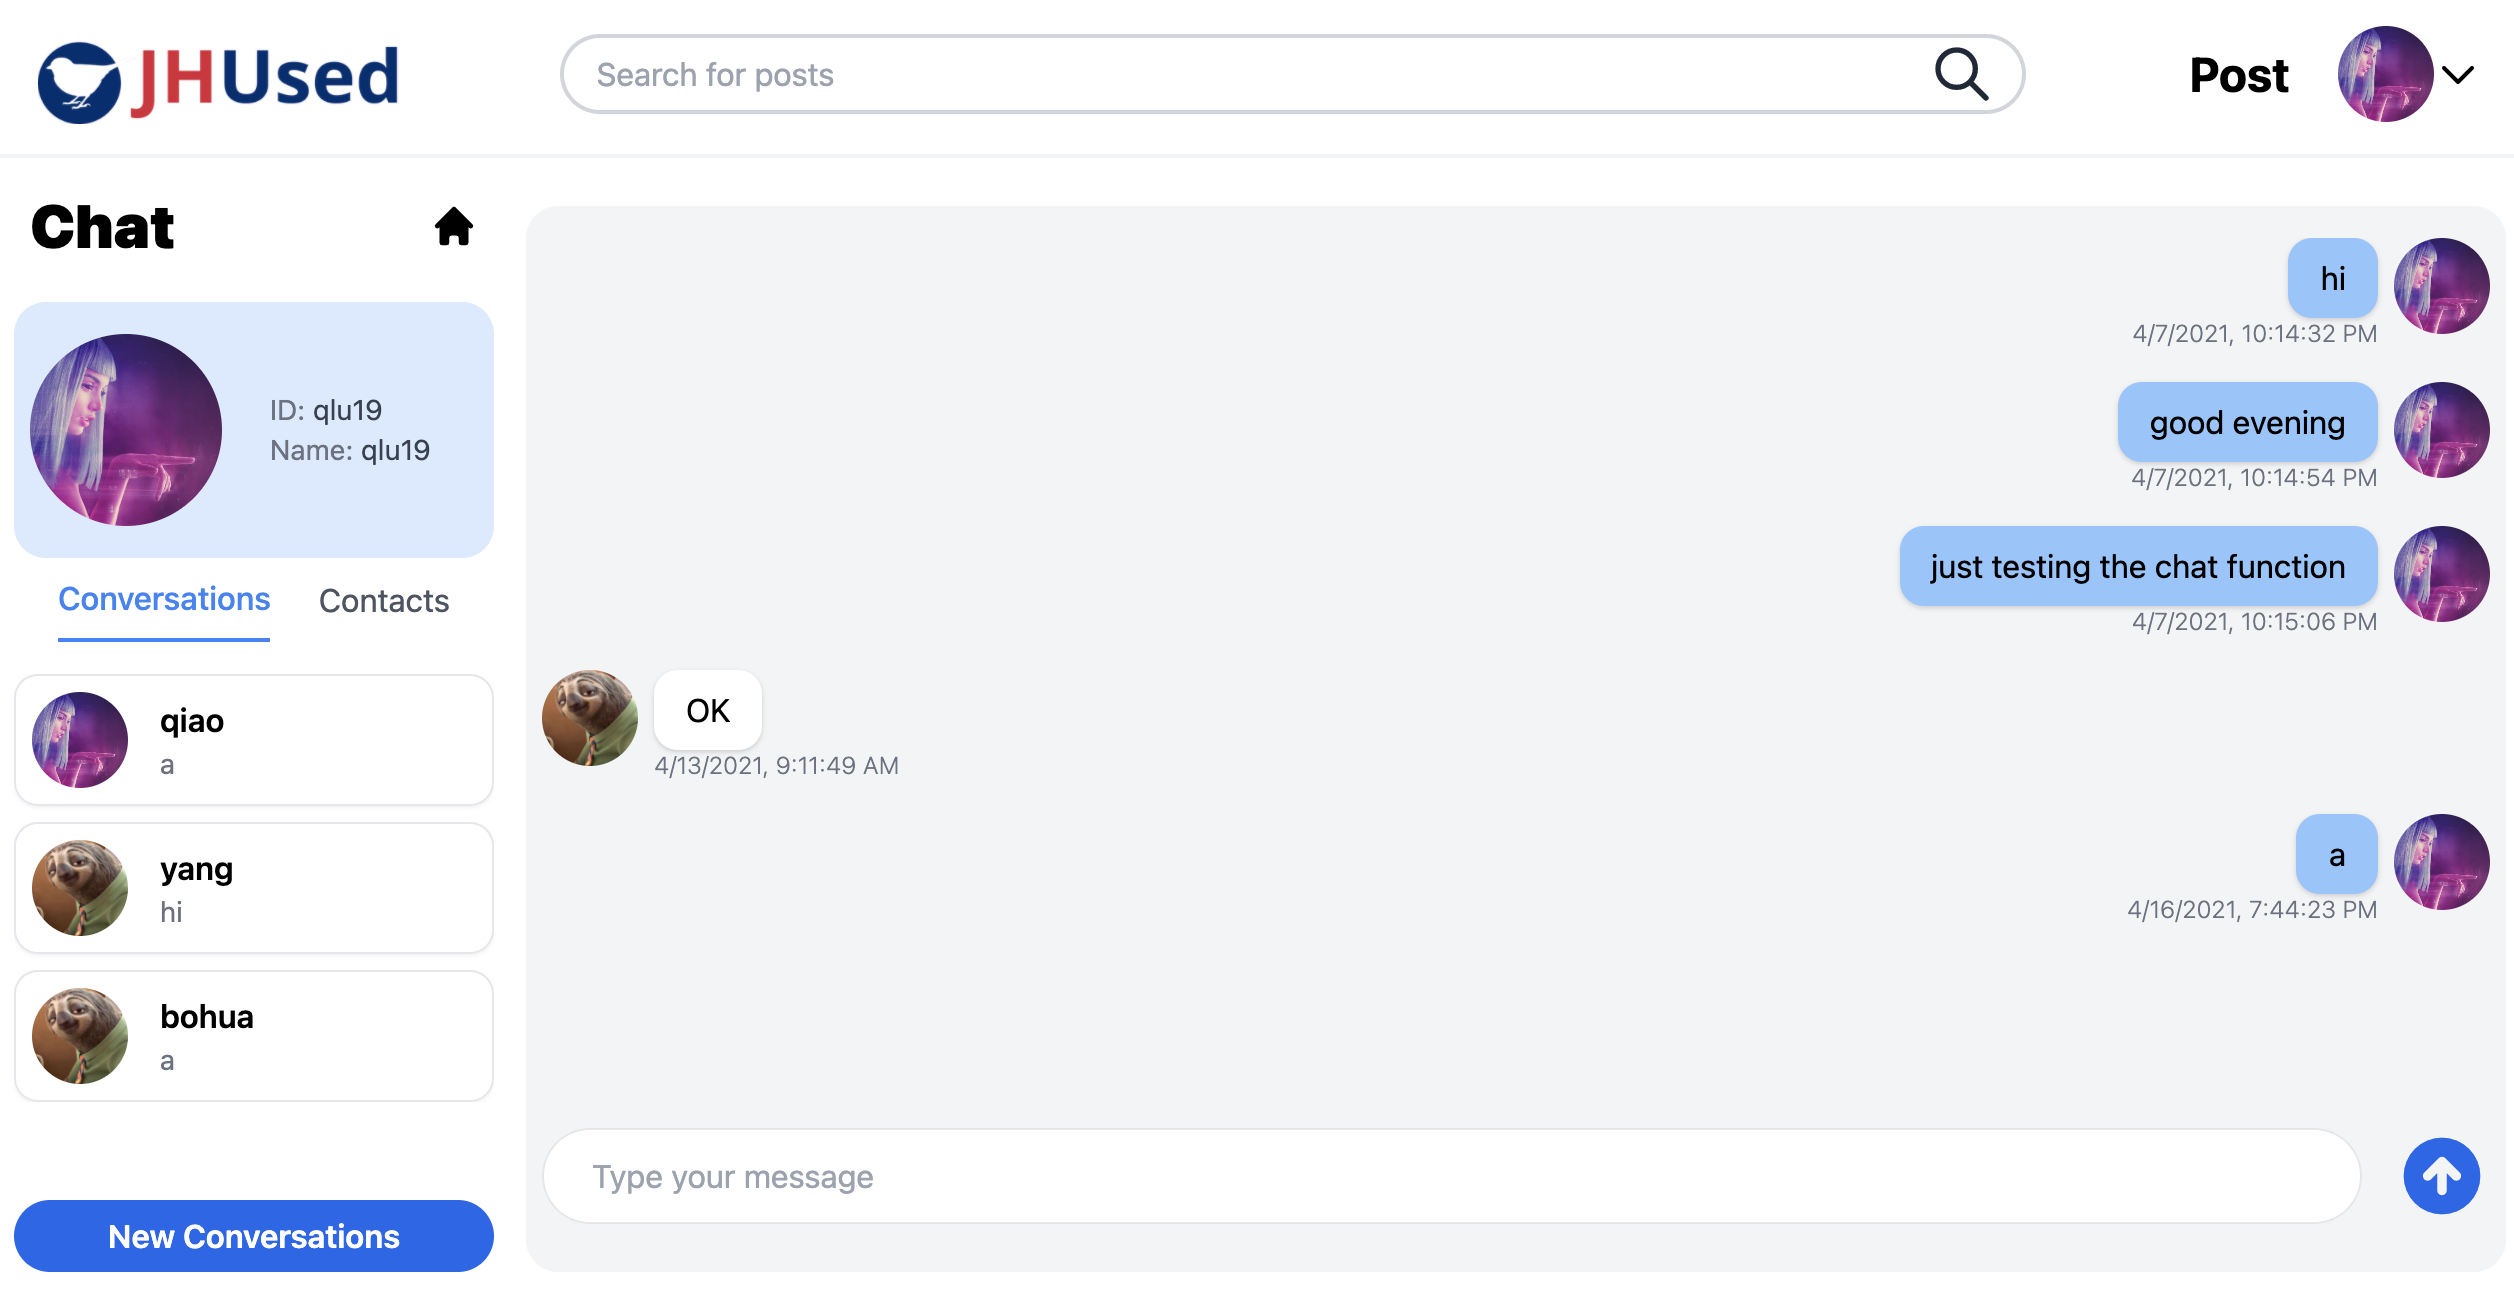 JHUsed
Search for posts
Post
Chat
ID: qlu19
Name: qlu19
Conversations
Contacts
qiao
a
yang
hi
bohua
a
New Conversations
hi
4/7/2021, 10:14:32 PM
good evening
4/7/2021, 10:14:54 PM
just testing the chat function
4/7/2021, 10:15:06 PM
OK
4/13/2021, 9:11:49 AM
a
4/16/2021, 7:44:23 PM
Type your message